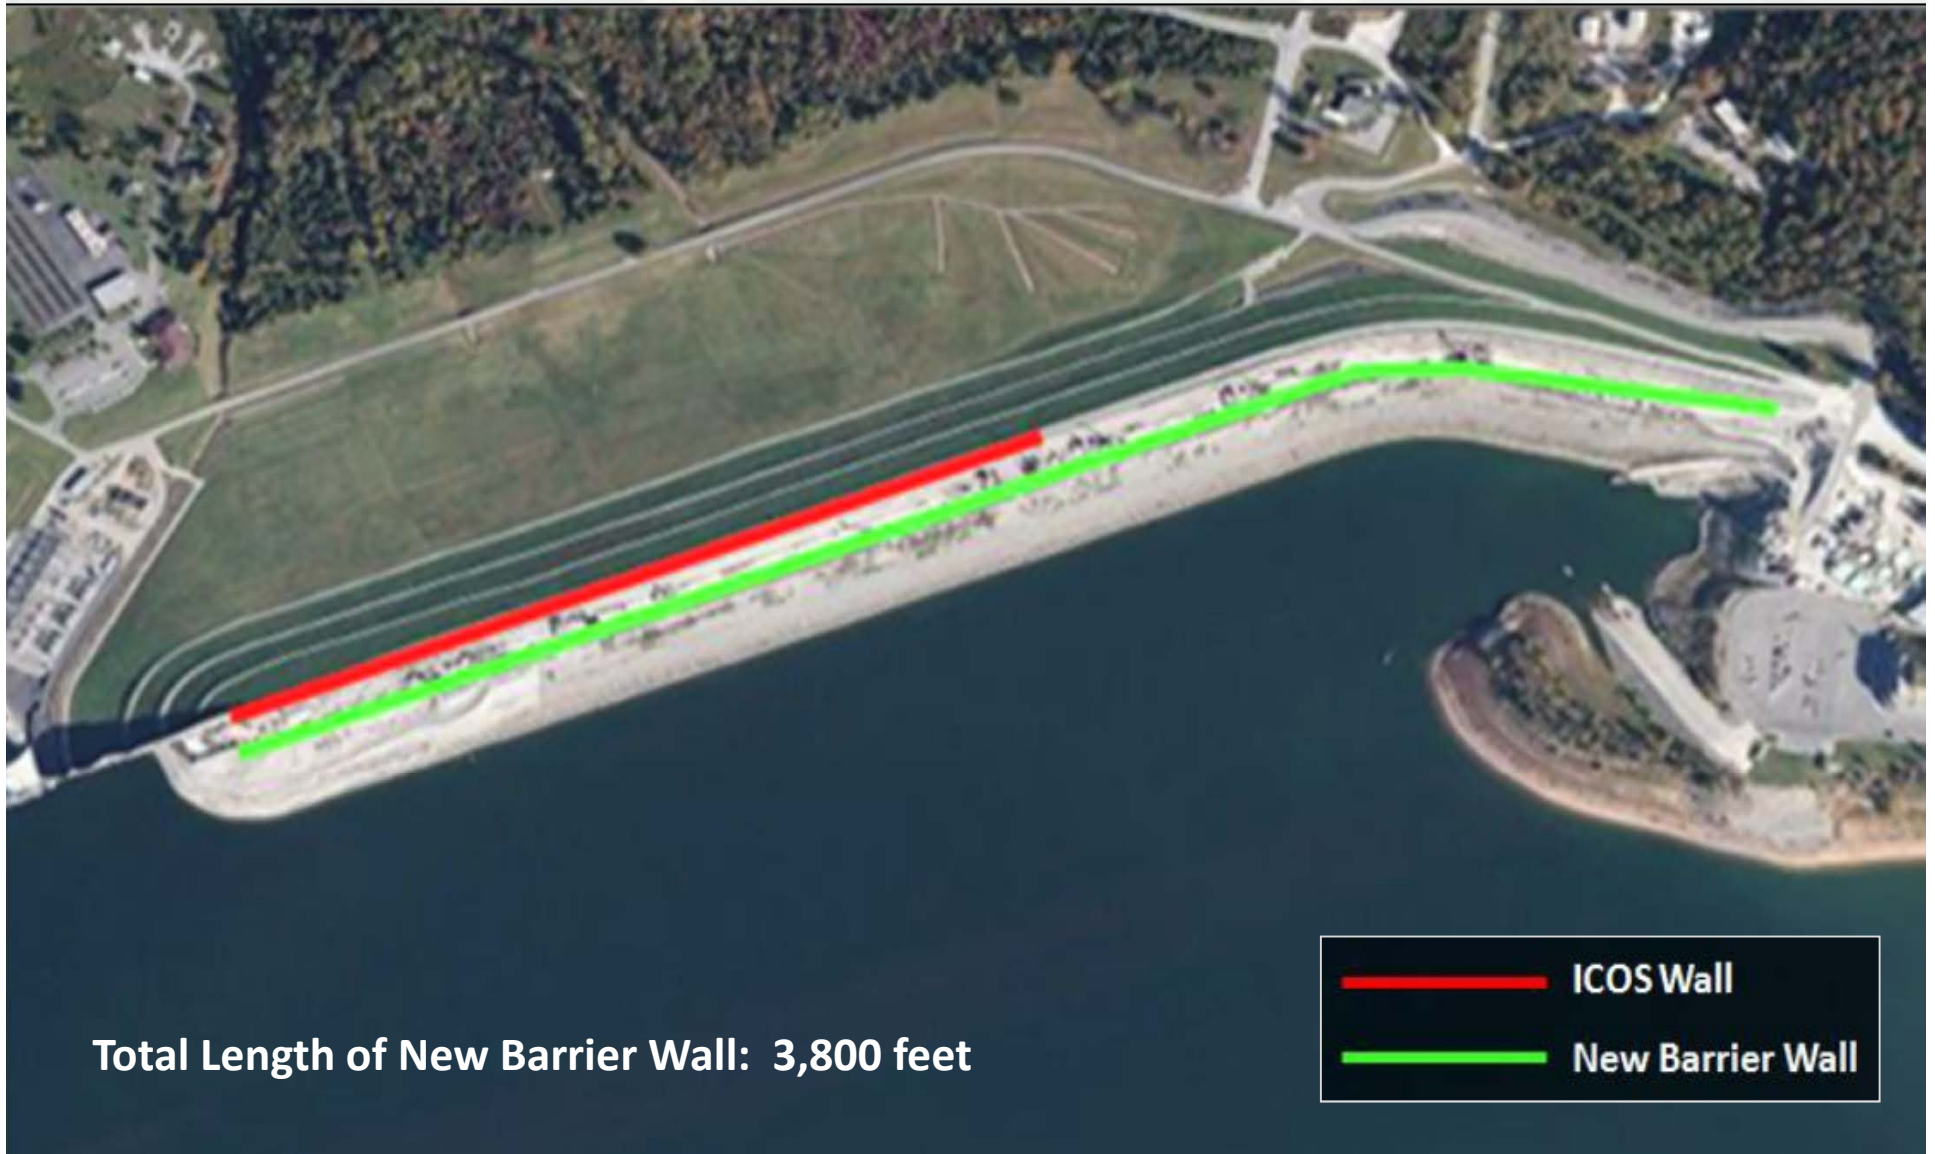 ICOS Wall
New Barrier Wall
Total Length of New Barrier Wall:  3,800 feet